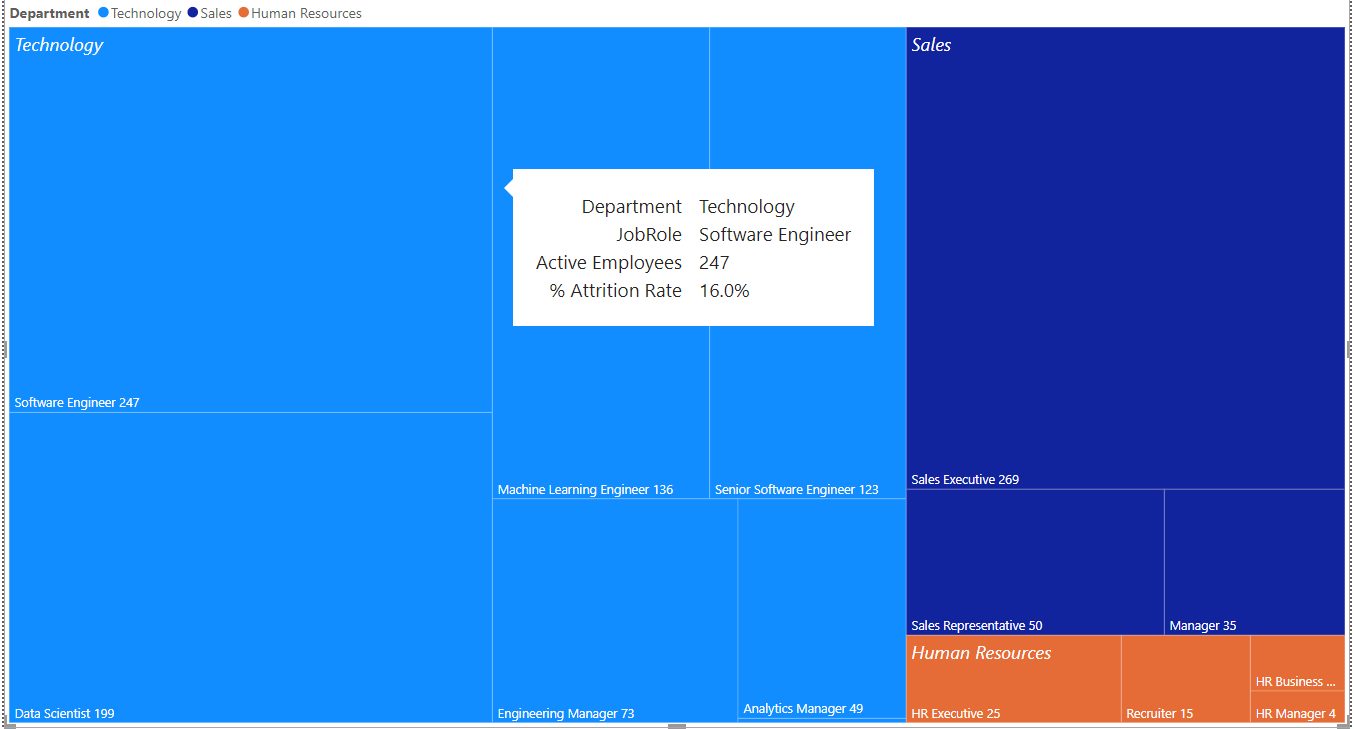 Department Technology Sales Human Resources
Technology
Sales
Department Technology
JobRole Software Engineer
Active Employees 247
% Attrition Rate 16.0%
Software Engineer 247
Machine Learning Engineer 136
Senior Software Engineer 123
Sales Executive 269
Sales Representative 50
Manager 35
Human Resources
HR Business ...
Data Scientist 199
Engineering Manager 73
Analytics Manager 49
HR Executive 25
Recruiter 15
HR Manager 4